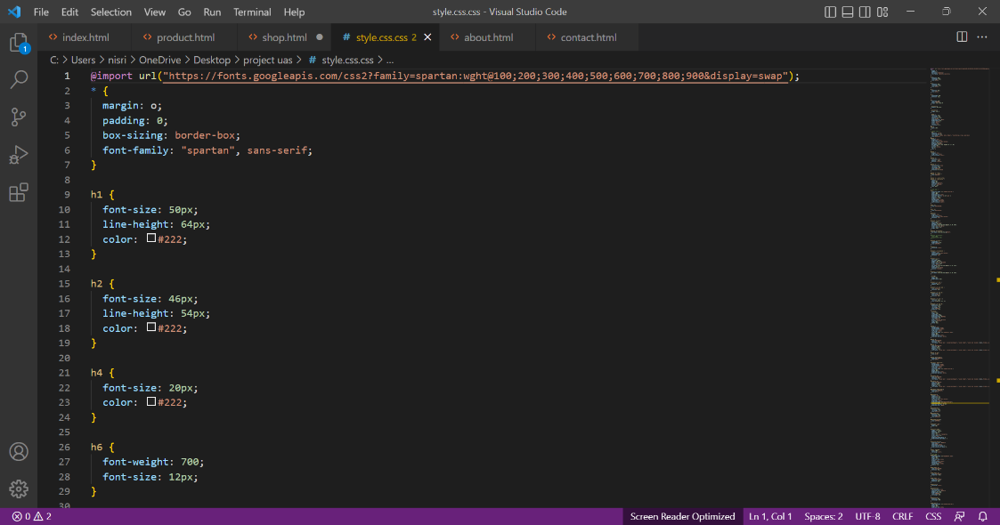 File Edit Selection View Go Run Terminal Help style.css.css - Visual Studio Code
index.html product.html shop.html style.css.css 2 about.html contact.html
1
C: > Users > nisri > OneDrive > Desktop > project uas > # style.css.css > ...
1 @import url("https://fonts.googleapis.com/css2?family=spartan:wght@100;200;300;400;500;600;700;800;900&display=swap");
2 * {
3 margin: o;
4 padding: 0;
5 box-sizing: border-box;
6 font-family: "spartan", sans-serif;
7 }
8
9 h1 {
10 font-size: 50px;
11 line-height: 64px;
12 color: #222;
13 }
14
15 h2 {
16 font-size: 46px;
17 line-height: 54px;
18 color: #222;
19 }
20
21 h4 {
22 font-size: 20px;
23 color: #222;
24 }
25
26 h6 {
27 font-weight: 700;
28 font-size: 12px;
29 }
30
0 2 Screen Reader Optimized Ln 1, Col 1 Spaces: 2 UTF-8 CRLF CSS